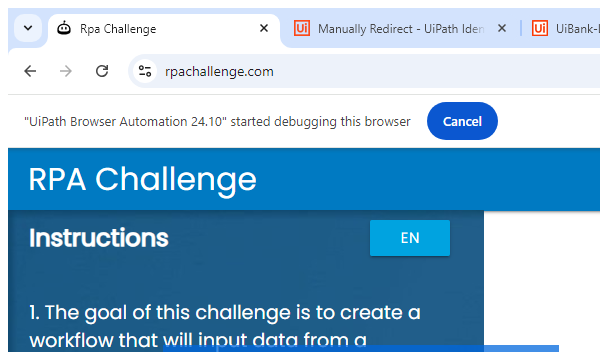 Rpa Challenge
Ui Manually Redirect - UiPath Iden
Ui UiBank-
rpachallenge.com
"UiPath Browser Automation 24.10" started debugging this browser
Cancel
RPA Challenge
Instructions
EN
1. The goal of this challenge is to create a
workflow that will input data from a